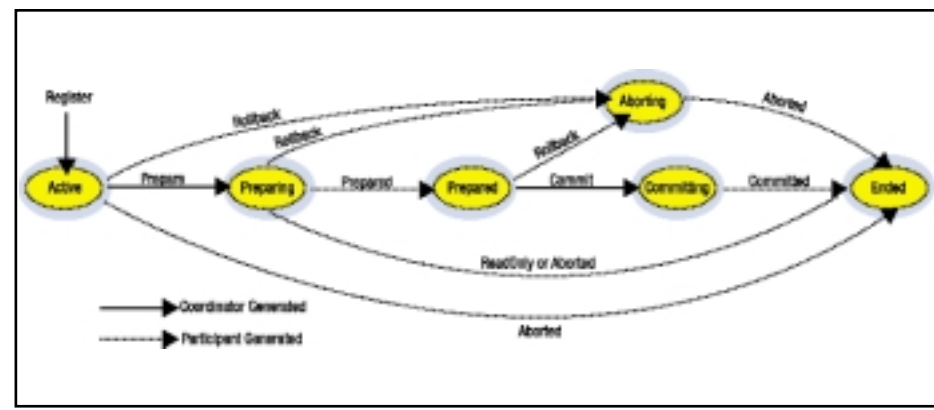 Register
Rollback
Rollback
Aborting
Aborted
Rollback
Active
Prepare
Preparing
Prepared
Prepared
Commit
Committing
Committed
Ended
ReadOnly or Aborted
Coordinator Generated
Aborted
Participant Generated